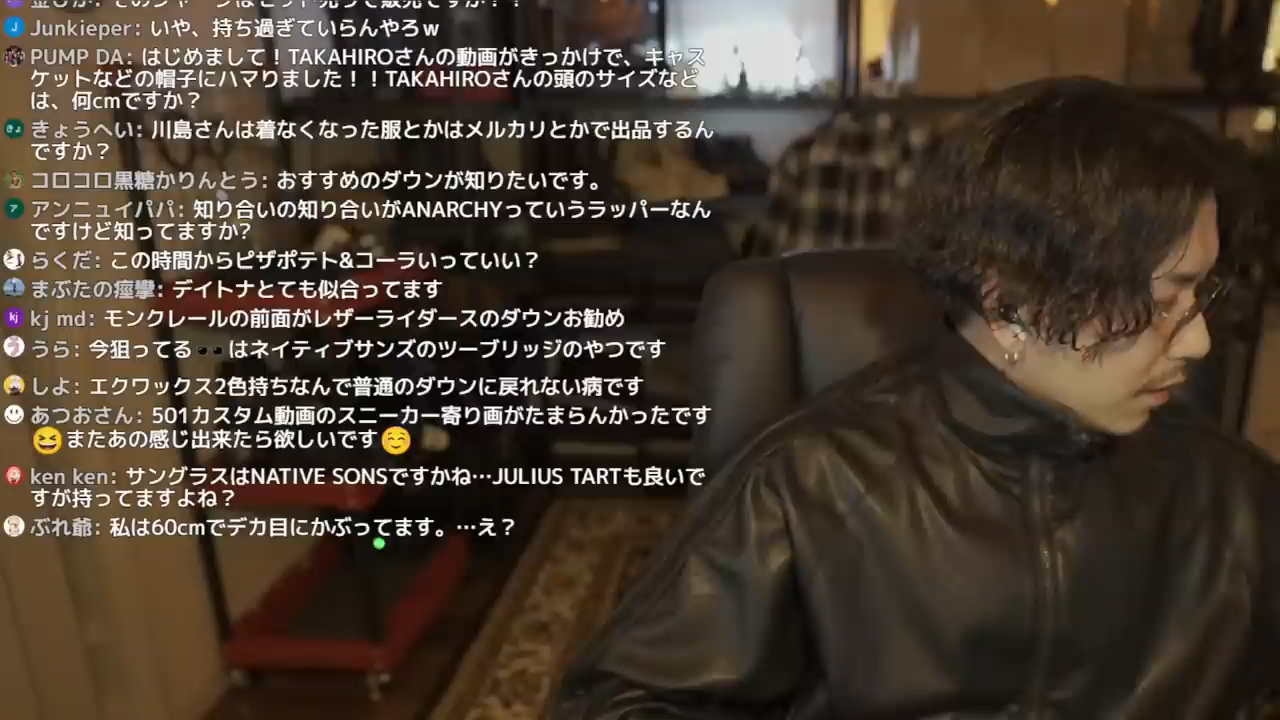 Junkieper: いや、持ち過ぎていらんやろw
PUMP DA: はじめまして！TAKAHIROさんの動画がきっかけで、キャス
ケットなどの帽子にハマりました！！TAKAHIROさんの頭のサイズなど
は、何cmですか？
きょうへい: 川島さんは着なくなった服とかはメルカリとかで出品するん
ですか？
コロコロ黒糖かりんとう: おすすめのダウンが知りたいです。
アンニュイパパ: 知り合いの知り合いがANARCHYっていうラッパーなん
ですけど知ってますか?
らくだ: この時間からピザポテト&コーラいっていい？
まぶたの痙攣: デイトナとても似合ってます
kj md: モンクレールの前面がレザーライダースのダウンお勧め
うら: 今狙ってる🕶️はネイティブサンズのツーブリッジのやつです
しよ: エクワックス2色持ちなんで普通のダウンに戻れない病です
あつおさん: 501カスタム動画のスニーカー寄り画がたまらんかったです
😆またあの感じ出来たら欲しいです☺️
ken ken: サングラスはNATIVE SONSですかね…JULIUS TARTも良いで
すが持ってますよね？
ぶれ爺: 私は60cmでデカ目にかぶってます。…え？